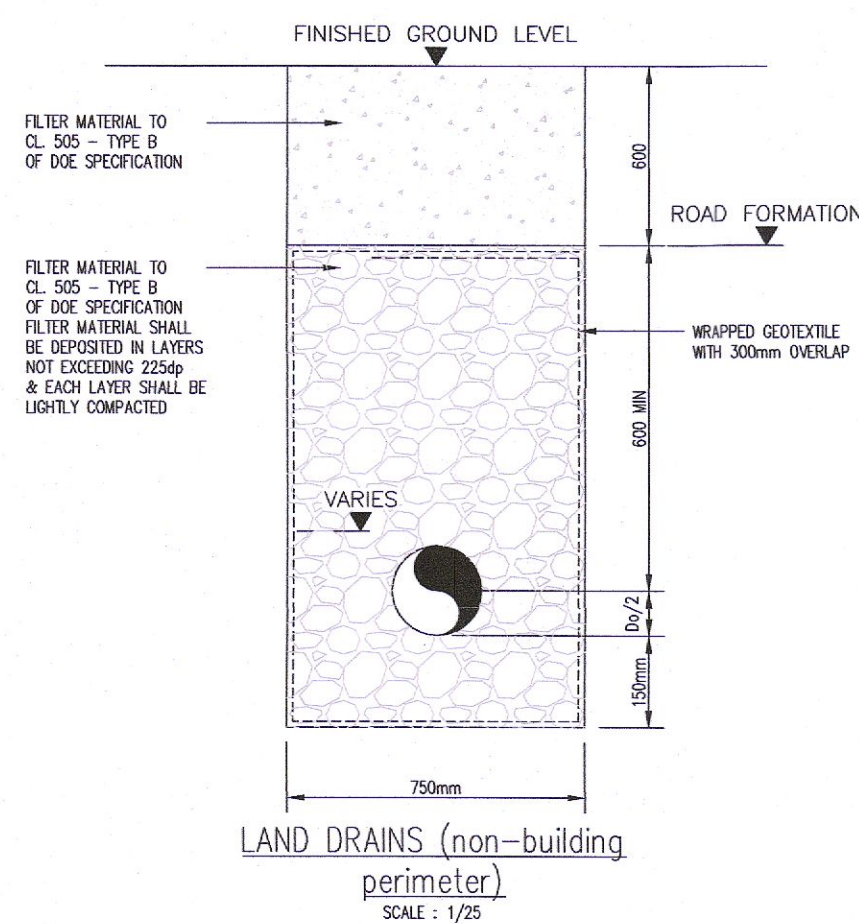 FINISHED GROUND LEVEL
FILTER MATERIAL TO
CL. 505 - TYPE B
OF DOE SPECIFICATION
600
ROAD FORMATION
FILTER MATERIAL TO
CL. 505 - TYPE B
OF DOE SPECIFICATION
FILTER MATERIAL SHALL
BE DEPOSITED IN LAYERS
NOT EXCEEDING 225dp
& EACH LAYER SHALL BE
LIGHTLY COMPACTED
WRAPPED GEOTEXTILE
WITH 300mm OVERLAP
600 MIN
VARIES
Do/2
150mm
750mm
LAND DRAINS (non-building
perimeter)
SCALE : 1/25